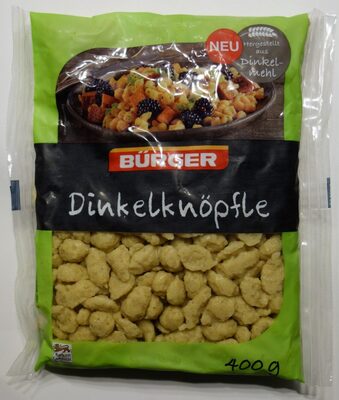 NEU
Hergestellt
aus
Dinkel-
mehl
BÜRGER
Dinkelknöpfle
400 g